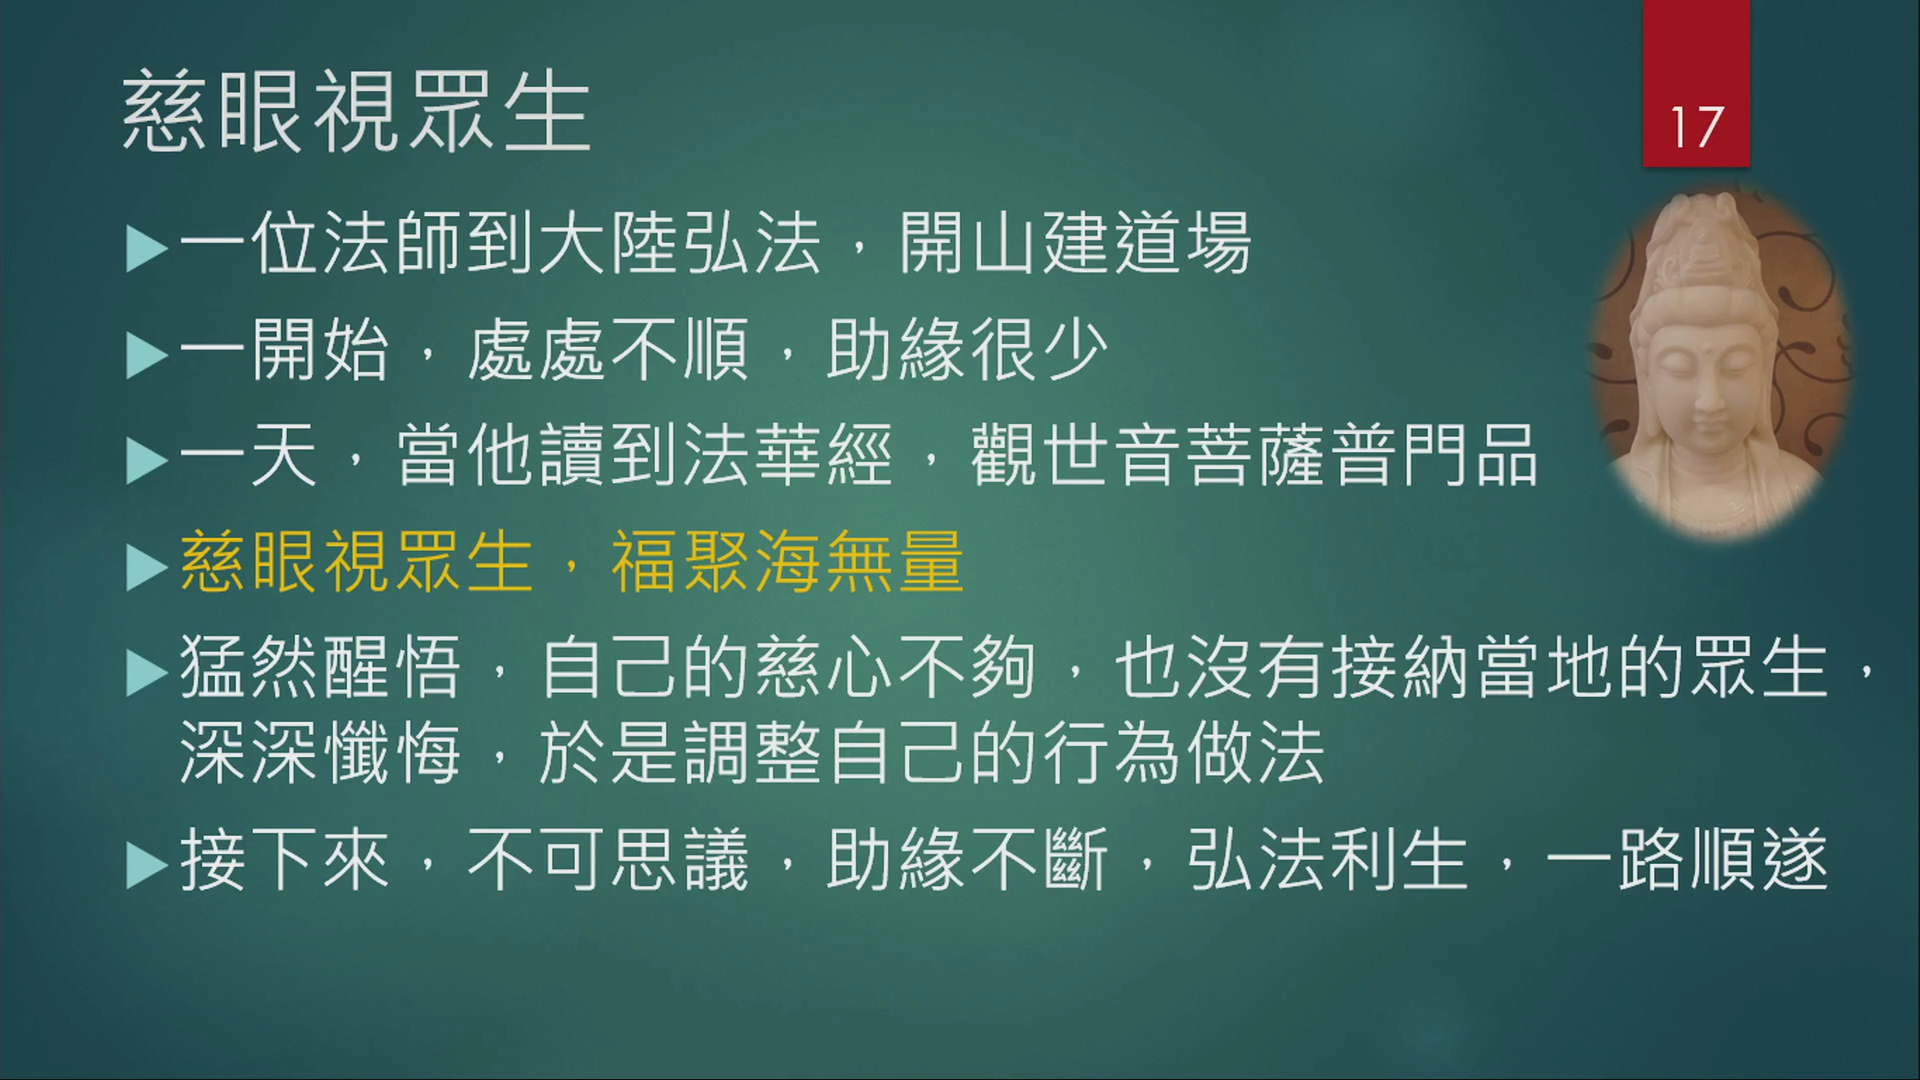 慈眼視眾生
17
一位法師到大陸弘法，開山建道場
一開始，處處不順，助緣很少
一天，當他讀到法華經，觀世音菩薩普門品
慈眼視眾生，福聚海無量
猛然醒悟，自己的慈心不夠，也沒有接納當地的眾生，
深深懺悔，於是調整自己的行為做法
接下來，不可思議，助緣不斷，弘法利生，一路順遂